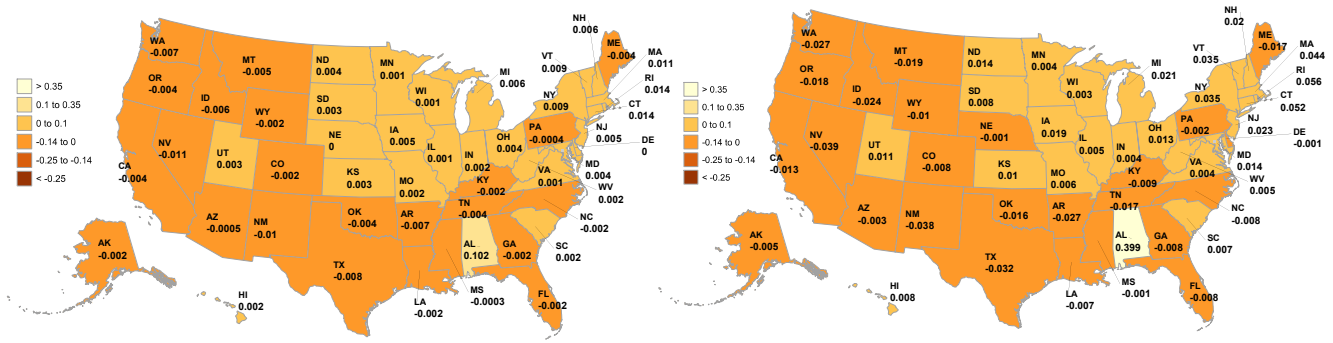 > 0.35
0.1 to 0.35
0 to 0.1
-0.14 to 0
-0.25 to -0.14
< -0.25
WA
-0.007
OR
-0.004
CA
-0.004
NV
-0.011
ID
-0.006
MT
-0.005
WY
-0.002
UT
0.003
CO
-0.002
AZ
-0.0005
NM
-0.01
ND
0.004
SD
0.003
NE
0
KS
0.003
OK
-0.004
TX
-0.008
MN
0.001
IA
0.005
MO
0.002
AR
-0.007
LA
-0.002
WI
0.001
IL
0.001
MI
0.006
IN
0.002
OH
0.004
KY
-0.002
TN
-0.004
MS
-0.0003
AL
0.102
GA
-0.002
FL
-0.002
SC
0.002
NC
-0.002
VA
0.001
WV
0.002
MD
0.004
DE
0
NJ
0.005
PA
-0.0004
NY
0.009
CT
0.014
RI
0.014
MA
0.011
VT
0.009
NH
0.006
ME
-0.004
AK
-0.002
HI
0.002
> 0.35
0.1 to 0.35
0 to 0.1
-0.14 to 0
-0.25 to -0.14
< -0.25
WA
-0.027
OR
-0.018
CA
-0.013
NV
-0.039
ID
-0.024
MT
-0.019
WY
-0.01
UT
0.011
CO
-0.008
AZ
-0.003
NM
-0.038
ND
0.014
SD
0.008
NE
-0.001
KS
0.01
OK
-0.016
TX
-0.032
MN
0.004
IA
0.019
MO
0.006
AR
-0.027
LA
-0.007
WI
0.003
IL
0.005
MI
0.021
IN
0.004
OH
0.013
KY
-0.009
TN
-0.017
MS
-0.001
AL
0.399
GA
-0.008
FL
-0.008
SC
0.007
NC
-0.008
VA
0.004
WV
0.005
MD
0.014
DE
-0.001
NJ
0.023
PA
-0.002
NY
0.035
CT
0.052
RI
0.056
MA
0.044
VT
0.035
NH
0.02
ME
-0.017
AK
-0.005
HI
0.008